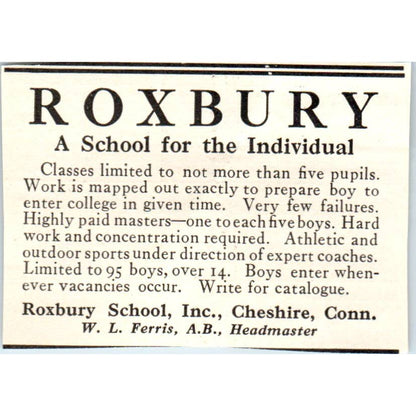 ROXBURY
A School for the Individual
Classes limited to not more than five pupils.
Work is mapped out exactly to prepare boy to
enter college in given time. Very few failures.
Highly paid masters—one to each five boys. Hard
work and concentration required. Athletic and
outdoor sports under direction of expert coaches.
Limited to 95 boys, over 14. Boys enter when-
ever vacancies occur. Write for catalogue.
Roxbury School, Inc., Cheshire, Conn.
W. L. Ferris, A.B., Headmaster